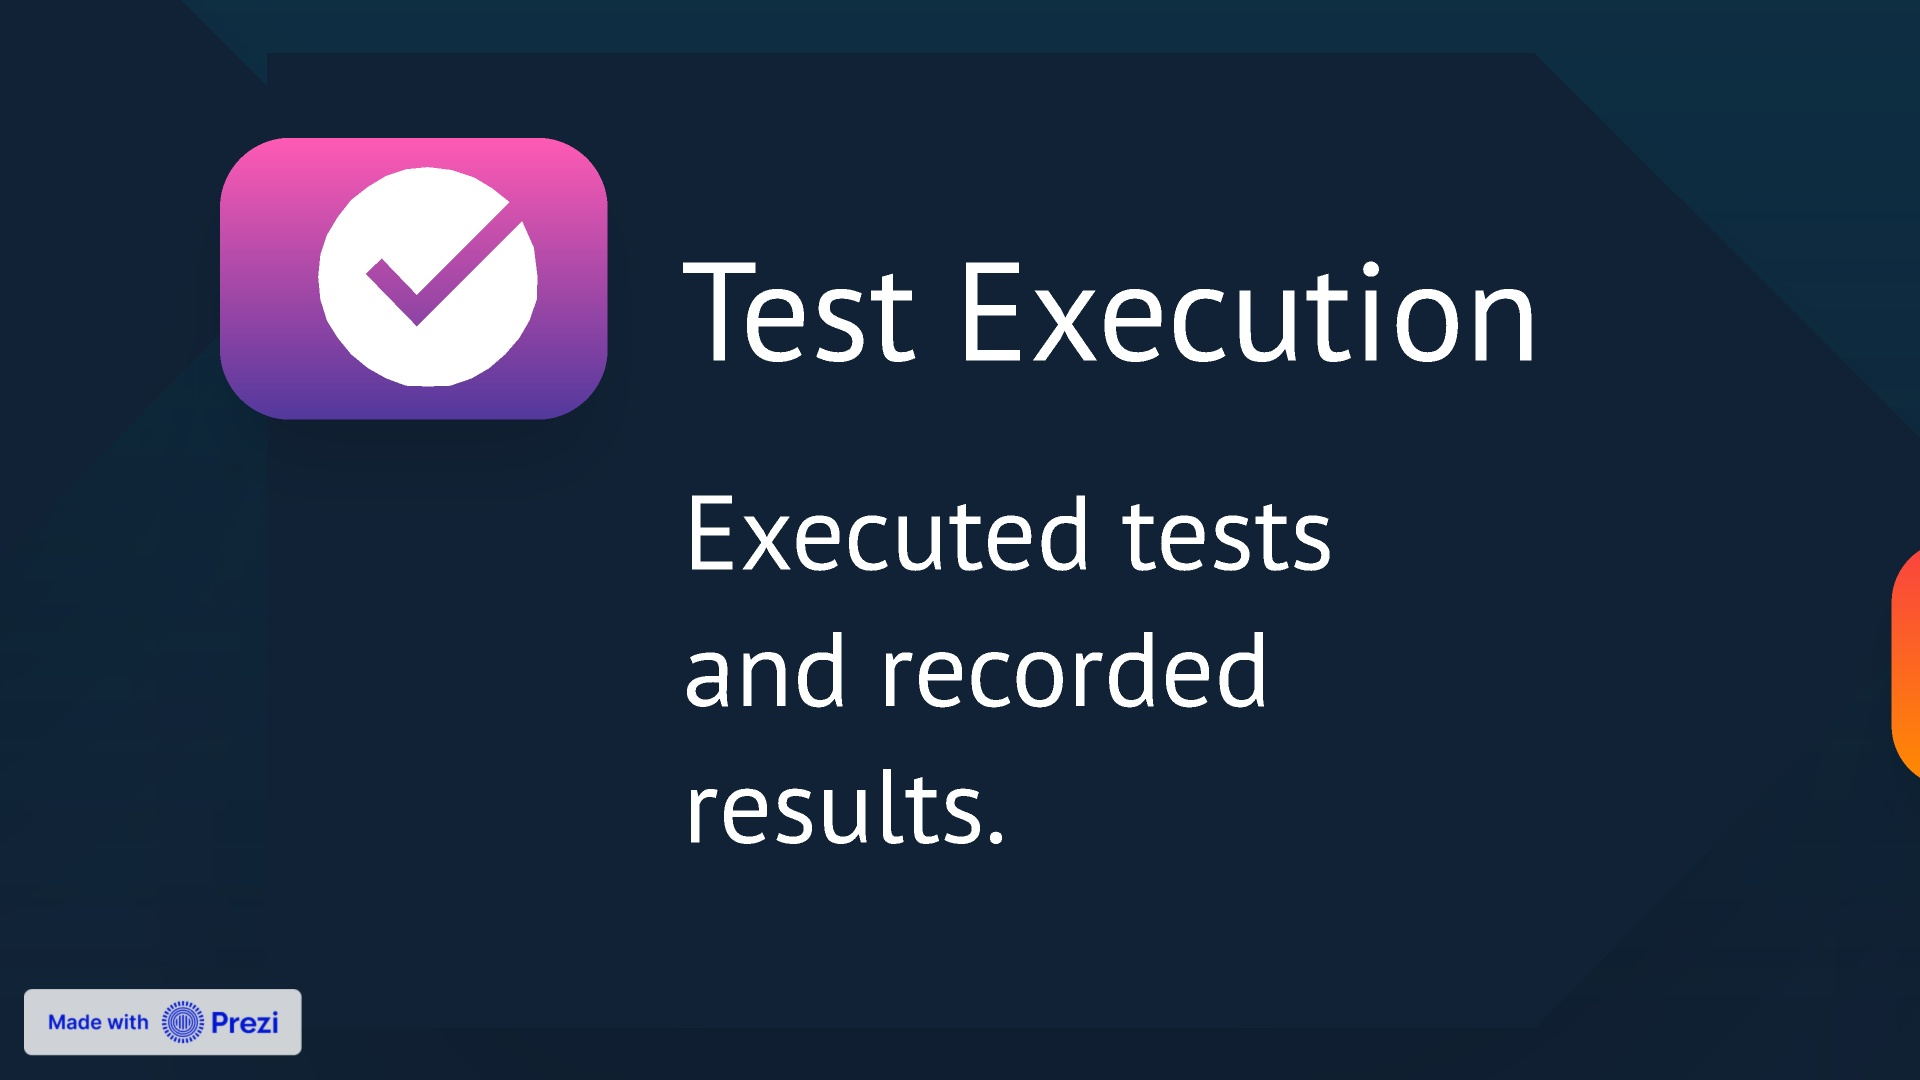 Test Execution
Executed tests
and recorded
results.
Made with Prezi